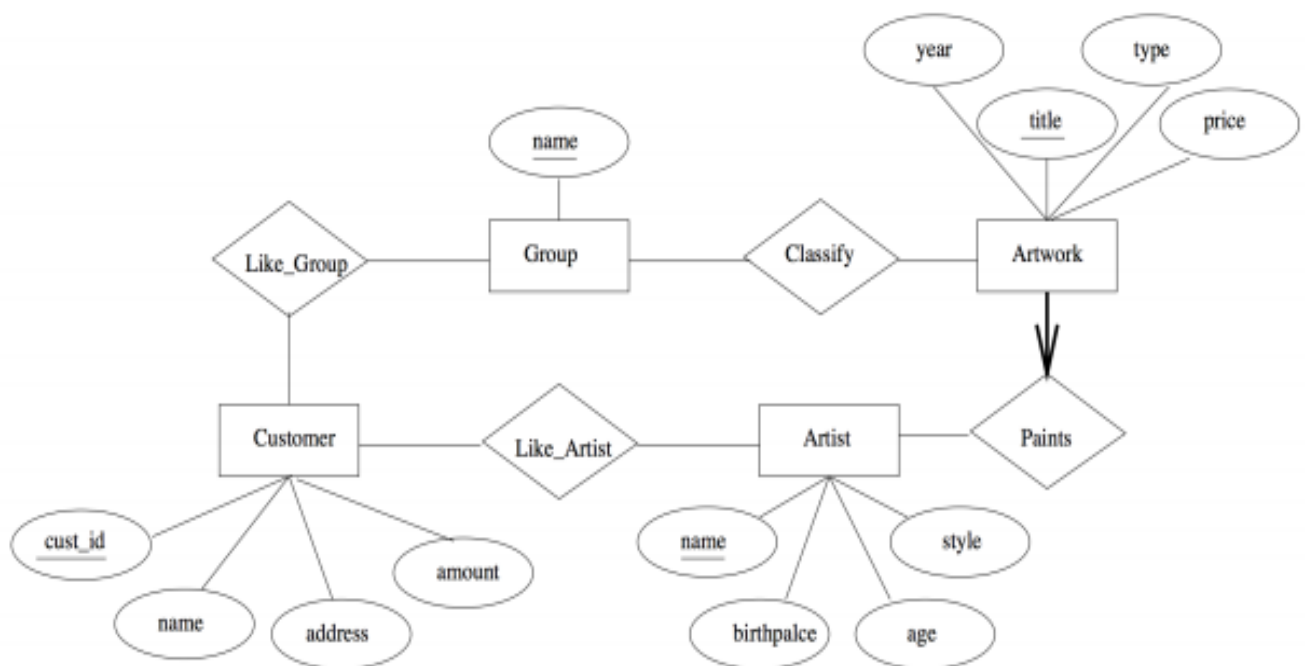 year
type
title
price
name
Like_Group
Group
Classify
Artwork
Customer
Like_Artist
Artist
Paints
cust_id
name
address
amount
name
birthpalce
age
style